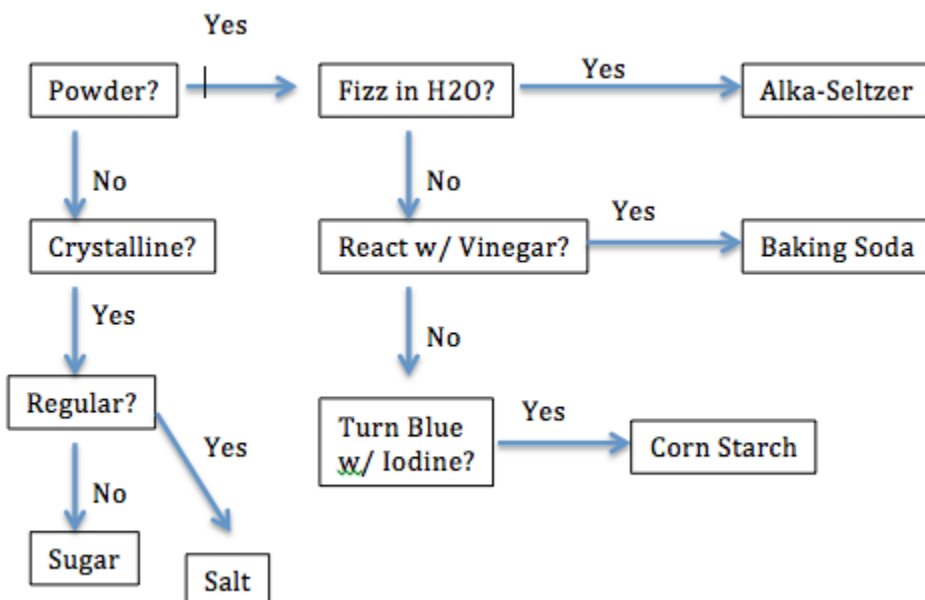 Yes
Powder?
Fizz in H2O?
Yes
Alka-Seltzer
No
No
Crystalline?
React w/ Vinegar?
Yes
Baking Soda
Yes
No
Regular?
Turn Blue
w/ Iodine?
Yes
Corn Starch
Yes
No
Sugar
Salt